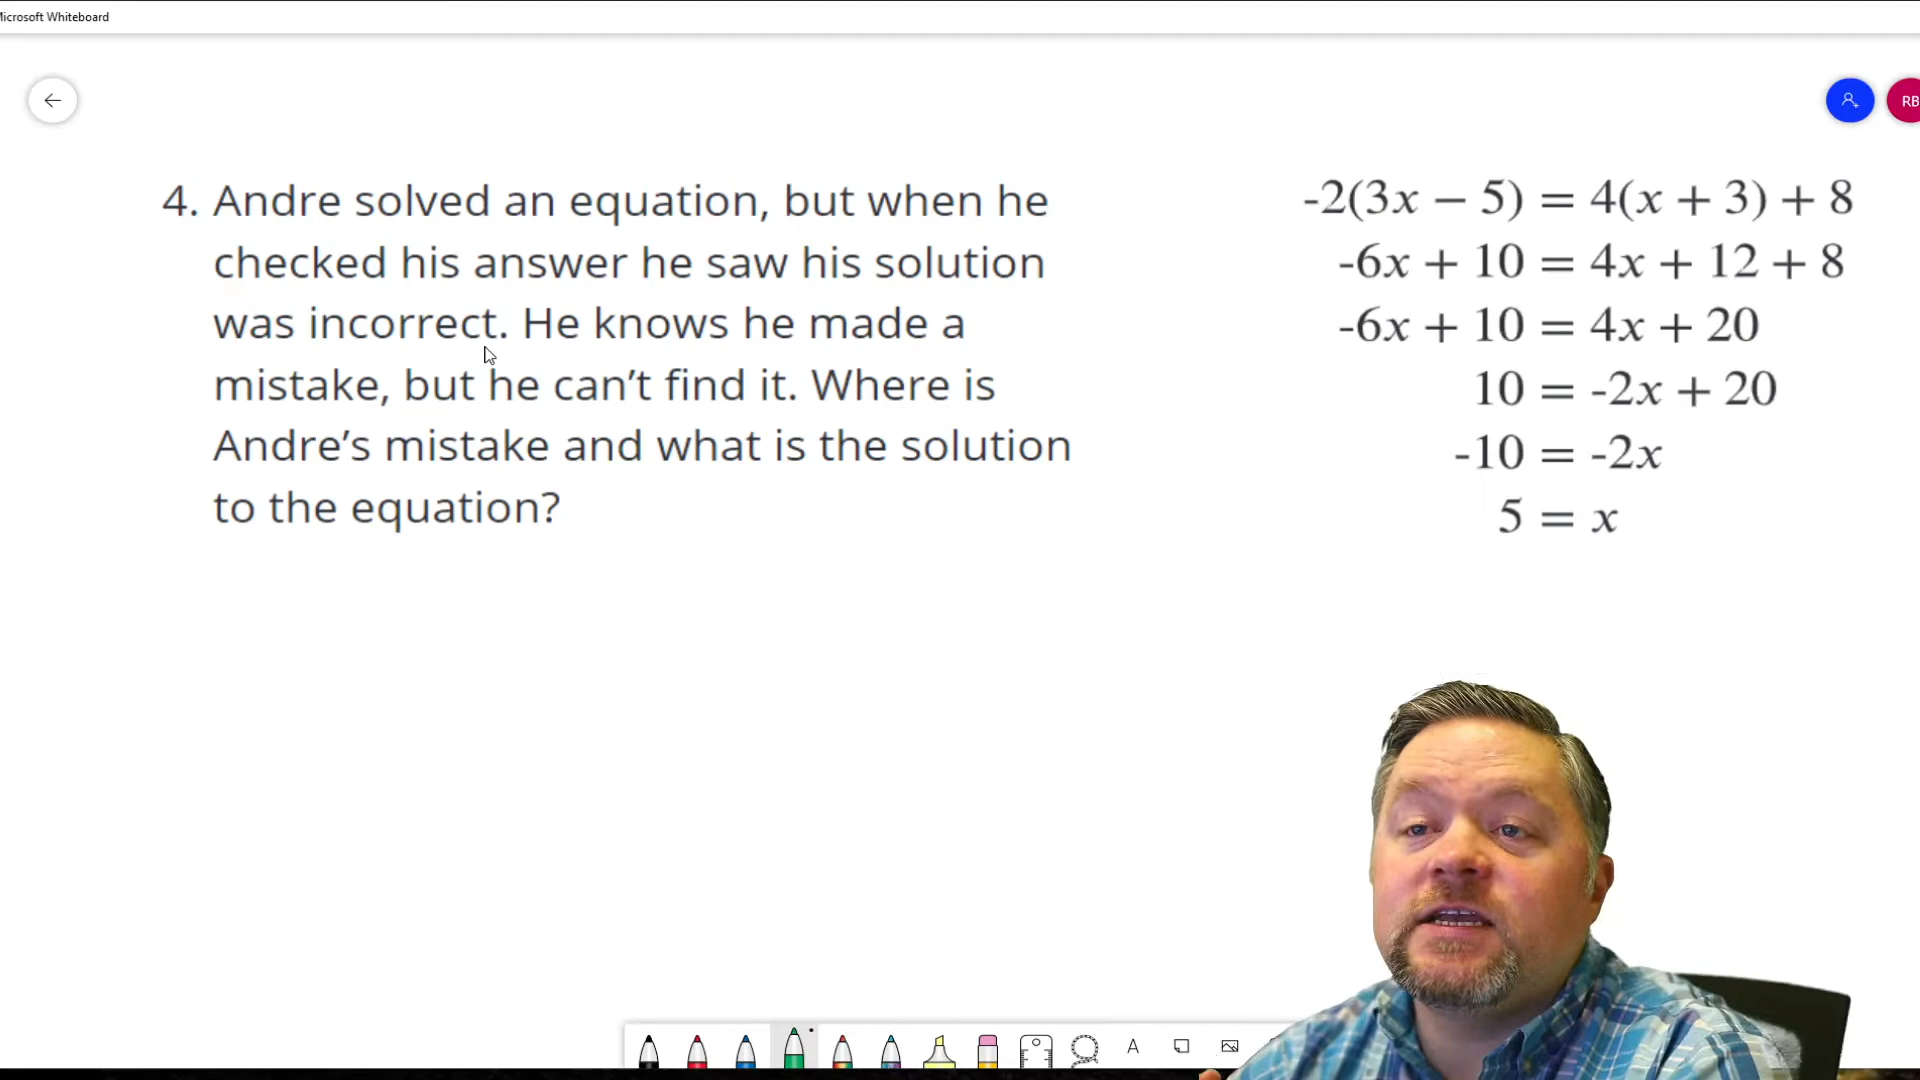 Microsoft Whiteboard
RB
4. Andre solved an equation, but when he
checked his answer he saw his solution
was incorrect. He knows he made a
mistake, but he can’t find it. Where is
Andre’s mistake and what is the solution
to the equation?
-2(3x − 5) = 4(x + 3) + 8
-6x + 10 = 4x + 12 + 8
-6x + 10 = 4x + 20
10 = -2x + 20
-10 = -2x
5 = x
A